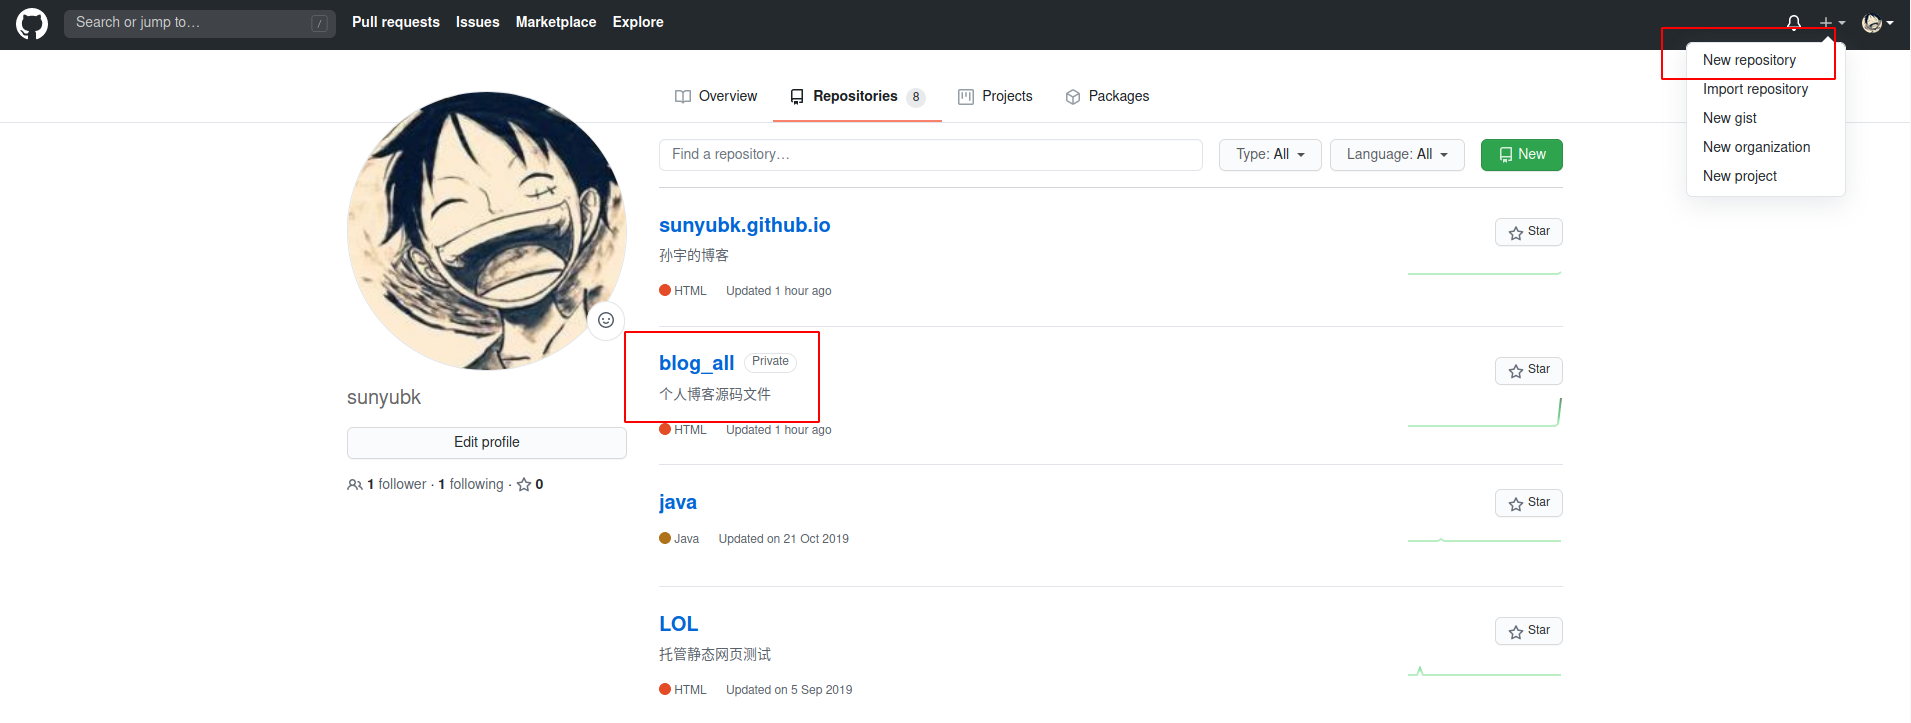 Search or jump to… /
Pull requests Issues Marketplace Explore
New repository
Import repository
New gist
New organization
New project
Overview Repositories 8 Projects Packages
Find a repository… Type: All Language: All New
sunyubk.github.io Star
孙宇的博客
HTML Updated 1 hour ago
blog_all Private Star
个人博客源码文件
HTML Updated 1 hour ago
sunyubk
Edit profile
1 follower · 1 following · 0
java Star
Java Updated on 21 Oct 2019
LOL Star
托管静态网页测试
HTML Updated on 5 Sep 2019